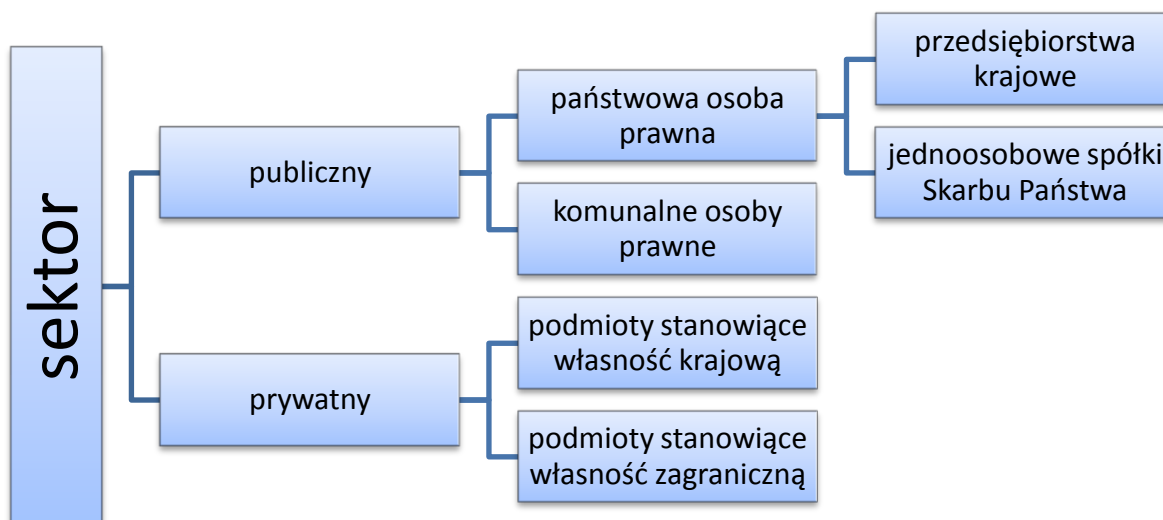 sektor
publiczny
państwowa osoba
prawna
przedsiębiorstwa
krajowe
jednoosobowe spółki
Skarbu Państwa
komunalne osoby
prawne
prywatny
podmioty stanowiące
własność krajową
podmioty stanowiące
własność zagraniczną